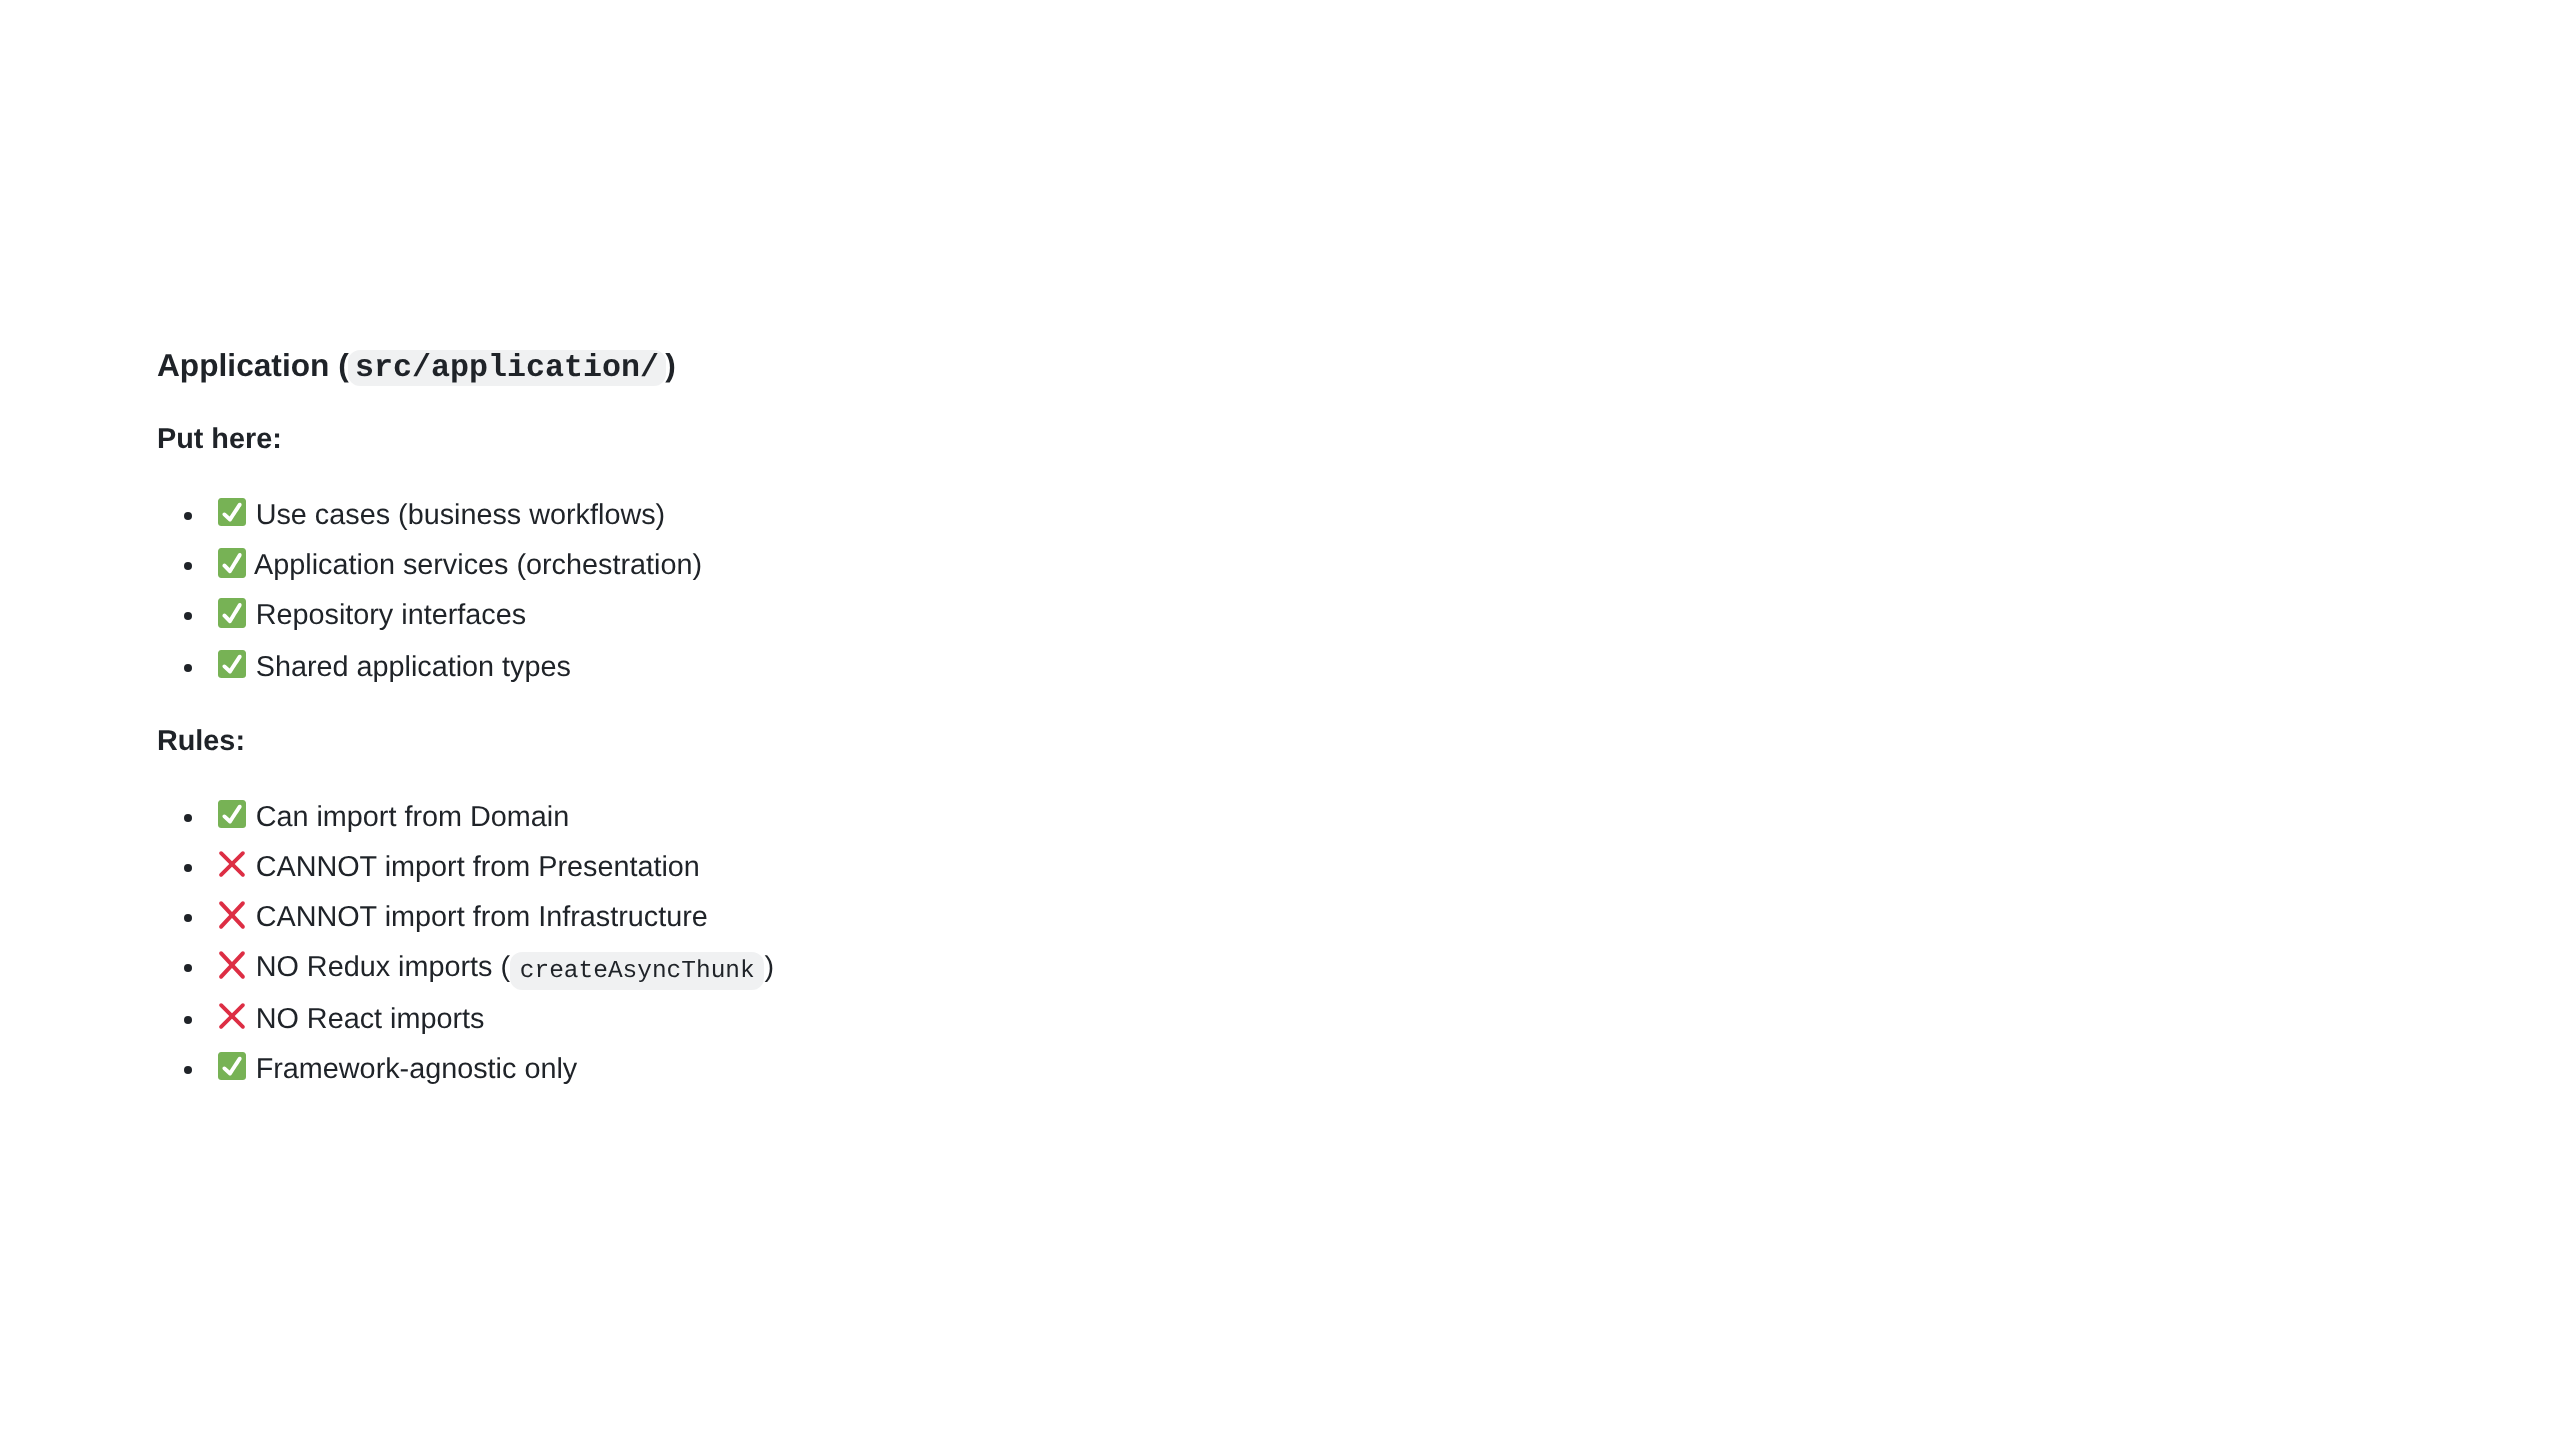 Application (src/application/)
Put here:
• ✅ Use cases (business workflows)
• ✅ Application services (orchestration)
• ✅ Repository interfaces
• ✅ Shared application types
Rules:
• ✅ Can import from Domain
• ❌ CANNOT import from Presentation
• ❌ CANNOT import from Infrastructure
• ❌ NO Redux imports (createAsyncThunk)
• ❌ NO React imports
• ✅ Framework-agnostic only